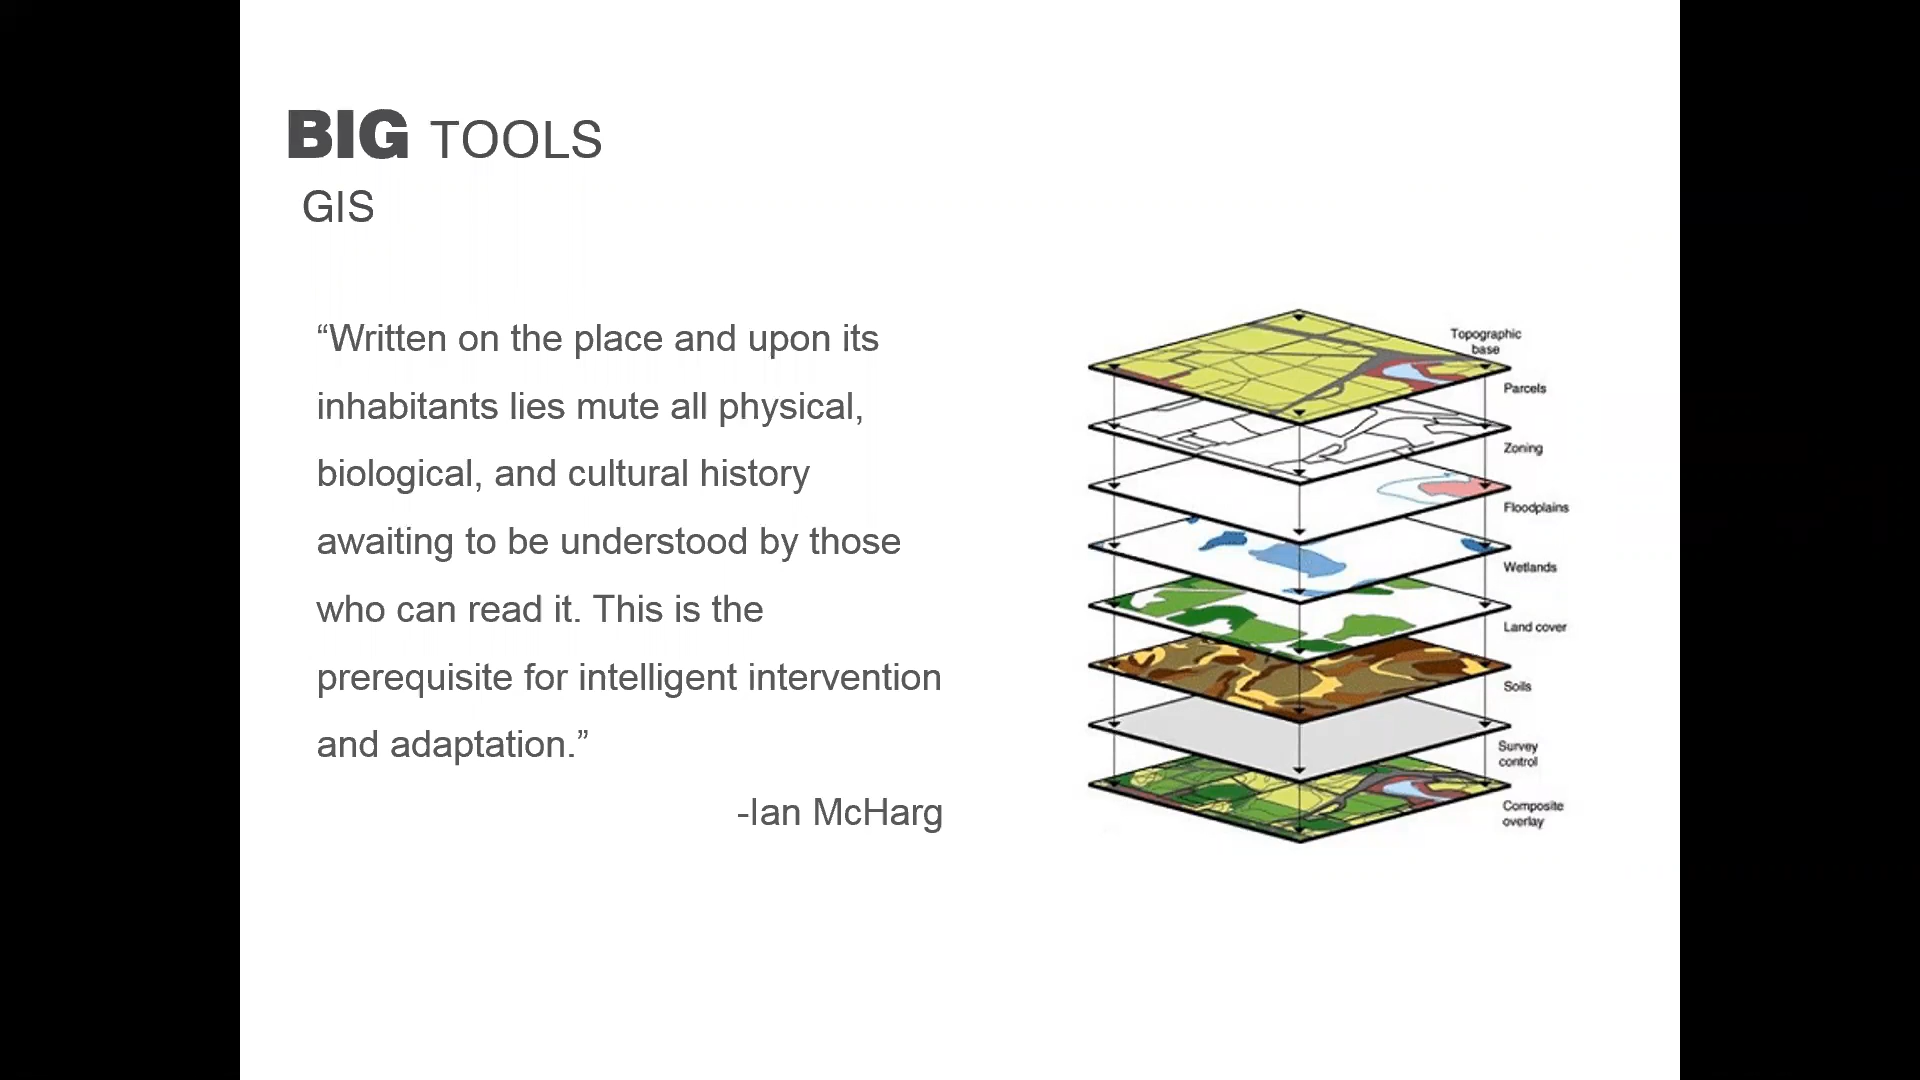 BIG TOOLS
GIS
“Written on the place and upon its
inhabitants lies mute all physical,
biological, and cultural history
awaiting to be understood by those
who can read it. This is the
prerequisite for intelligent intervention
and adaptation.”
-Ian McHarg
Topographic
base
Parcels
Zoning
Floodplains
Wetlands
Land cover
Soils
Survey
control
Composite
overlay